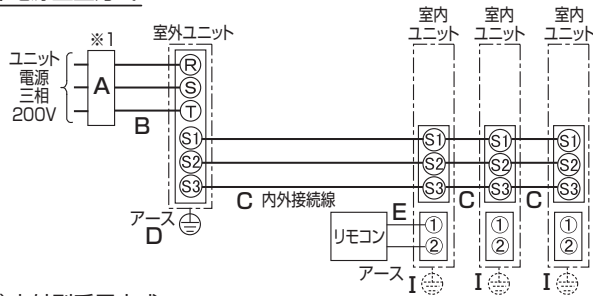 ※1
室外ユニット
室内
ユニット
室内
ユニット
室内
ユニット
ユニット
電源
三相
200V
A
B
R
S
T
S1
S2
S3
S1
S2
S3
S1
S2
S3
S1
S2
S3
C 内外接続線
C
C
アース
D
リモコン
E
1
2
1
2
1
2
アース
I
I
I